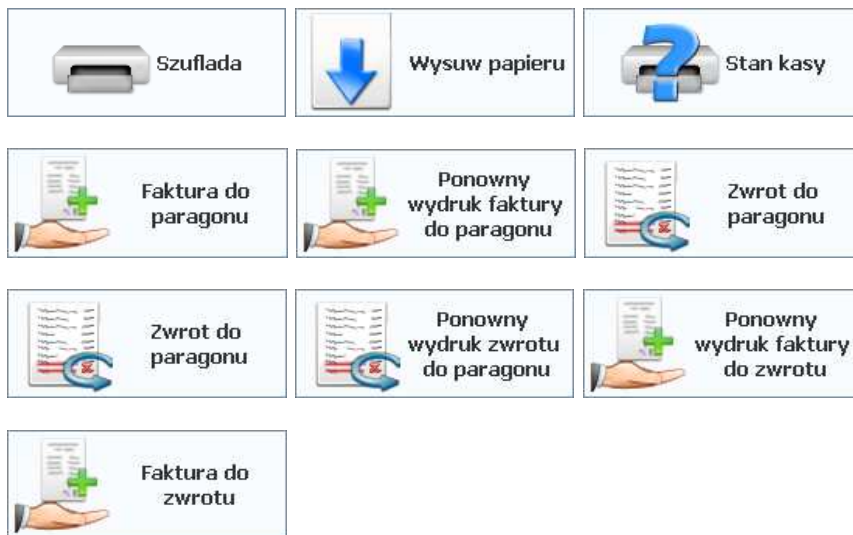 Szuflada
Wysuw papieru
Stan kasy
Faktura do
paragonu
Ponowny
wydruk faktury
do paragonu
Zwrot do
paragonu
Zwrot do
paragonu
Ponowny
wydruk zwrotu
do paragonu
Ponowny
wydruk faktury
do zwrotu
Faktura do
zwrotu